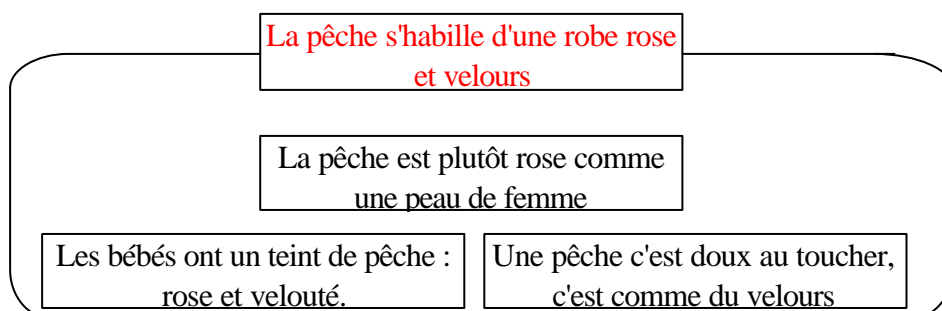 La pêche s'habille d'une robe rose
et velours
La pêche est plutôt rose comme
une peau de femme
Les bébés ont un teint de pêche :
rose et velouté.
Une pêche c'est doux au toucher,
c'est comme du velours